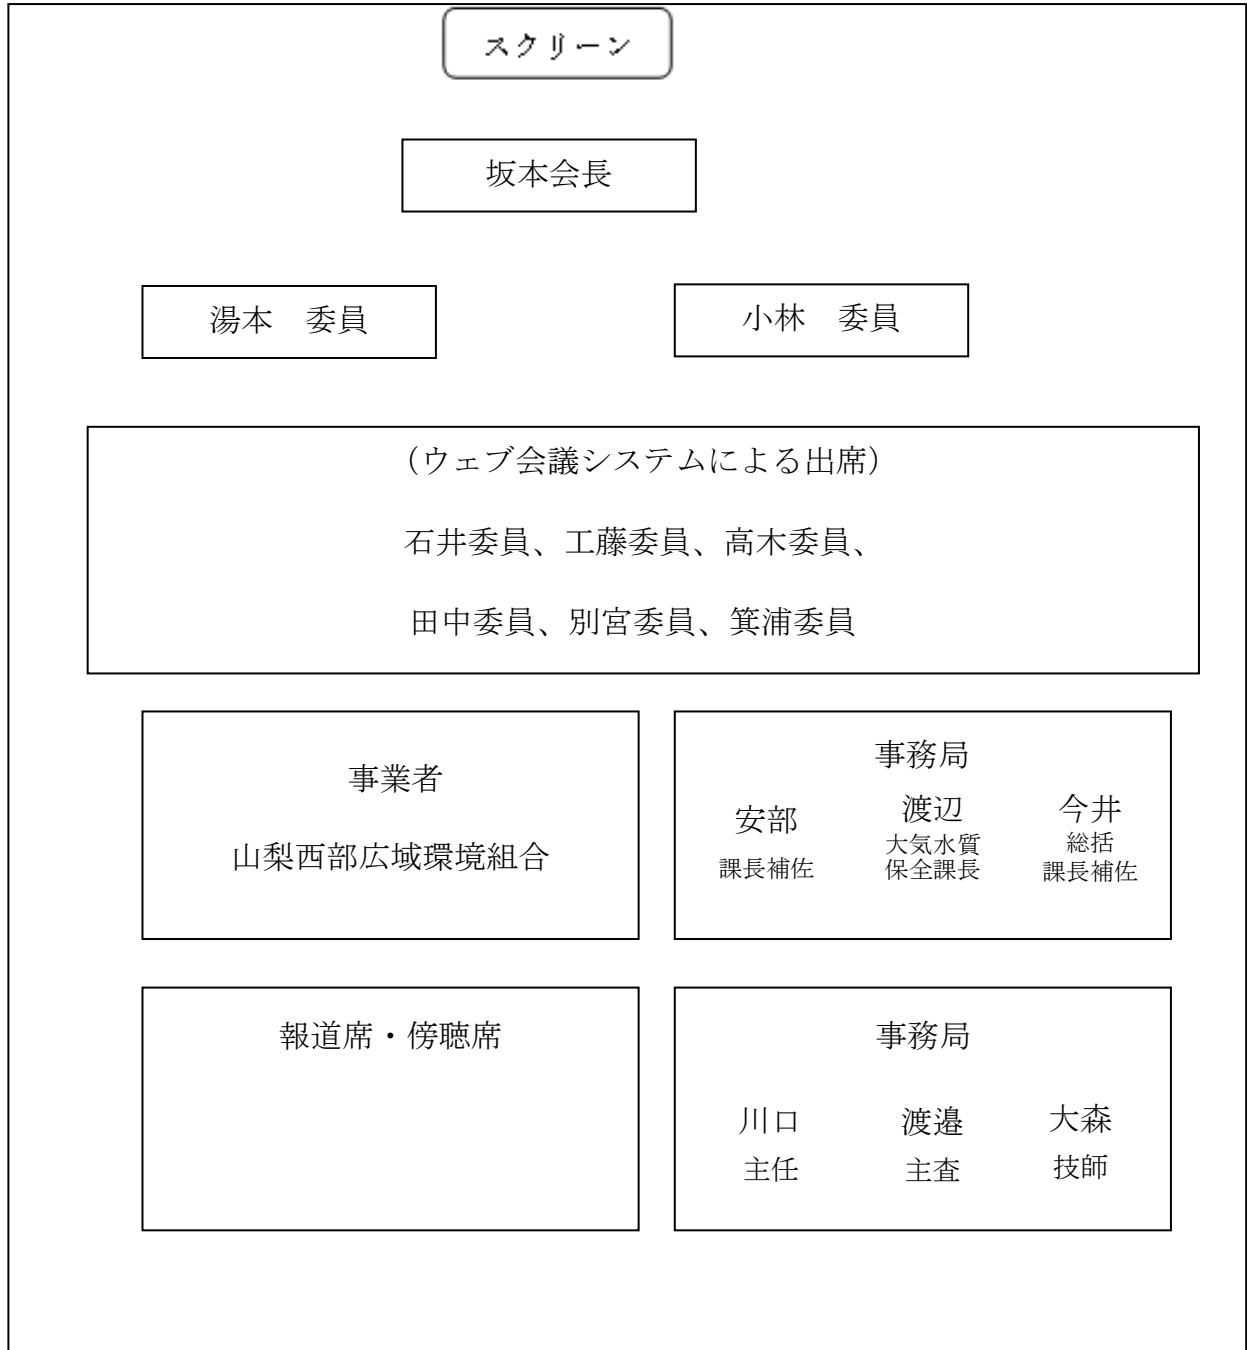 スクリーン
坂本会長
湯本　委員
小林　委員
（ウェブ会議システムによる出席）
石井委員、工藤委員、高木委員、
田中委員、別宮委員、箕浦委員
事業者
山梨西部広域環境組合
事務局
安部
課長補佐
渡辺
大気水質
保全課長
今井
総括
課長補佐
報道席・傍聴席
事務局
川口
主任
渡邉
主査
大森
技師